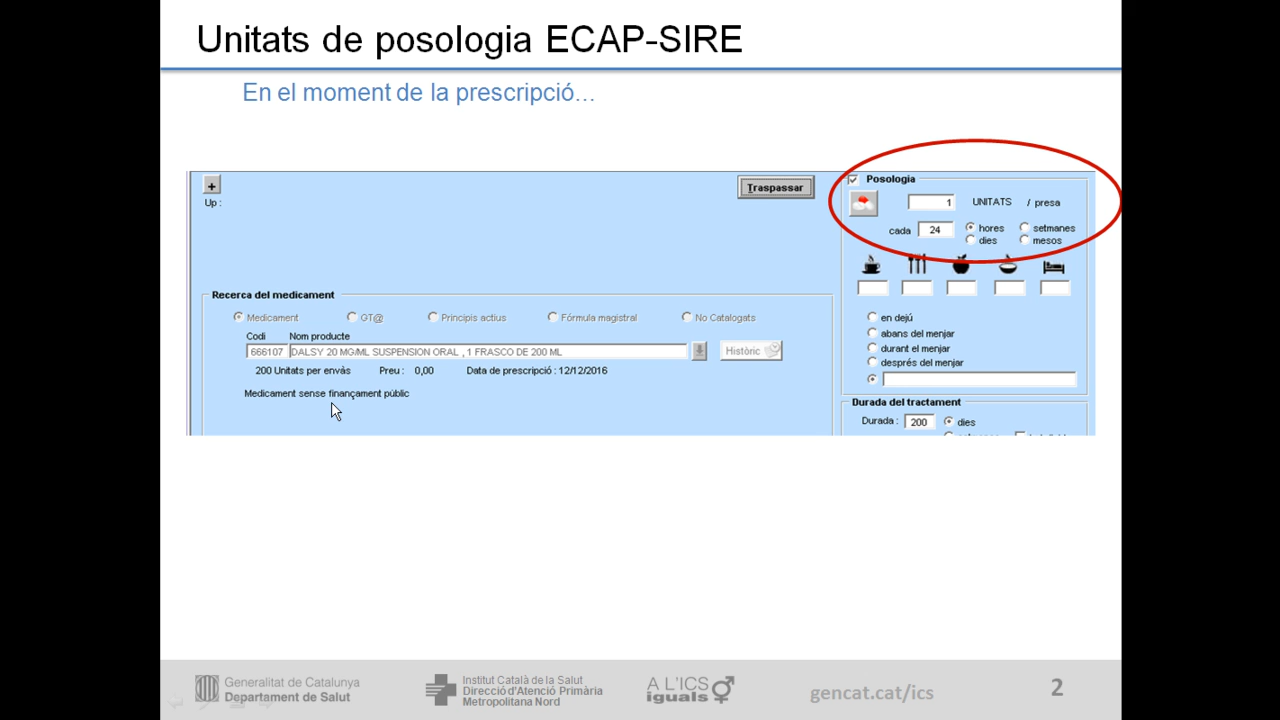 Unitats de posologia ECAP-SIRE
En el moment de la prescripció...
+
Up :
Traspassar
Posologia
1 UNITATS / presa
cada 24 hores setmanes
dies mesos
Recerca del medicament
Medicament GT@ Principis actius Fórmula magistral No Catalogats
Codi Nom producte
666107 DALSY 20 MG/ML SUSPENSION ORAL , 1 FRASCO DE 200 ML Històric
200 Unitats per envàs Preu : 0,00 Data de prescripció : 12/12/2016
Medicament sense finançament públic
en dejú
abans del menjar
durant el menjar
després del menjar
Durada del tractament
Durada : 200 dies
Generalitat de Catalunya
Departament de Salut
Institut Català de la Salut
Direcció d'Atenció Primària
Metropolitana Nord
A L'ICS
iguals
gencat.cat/ics
2